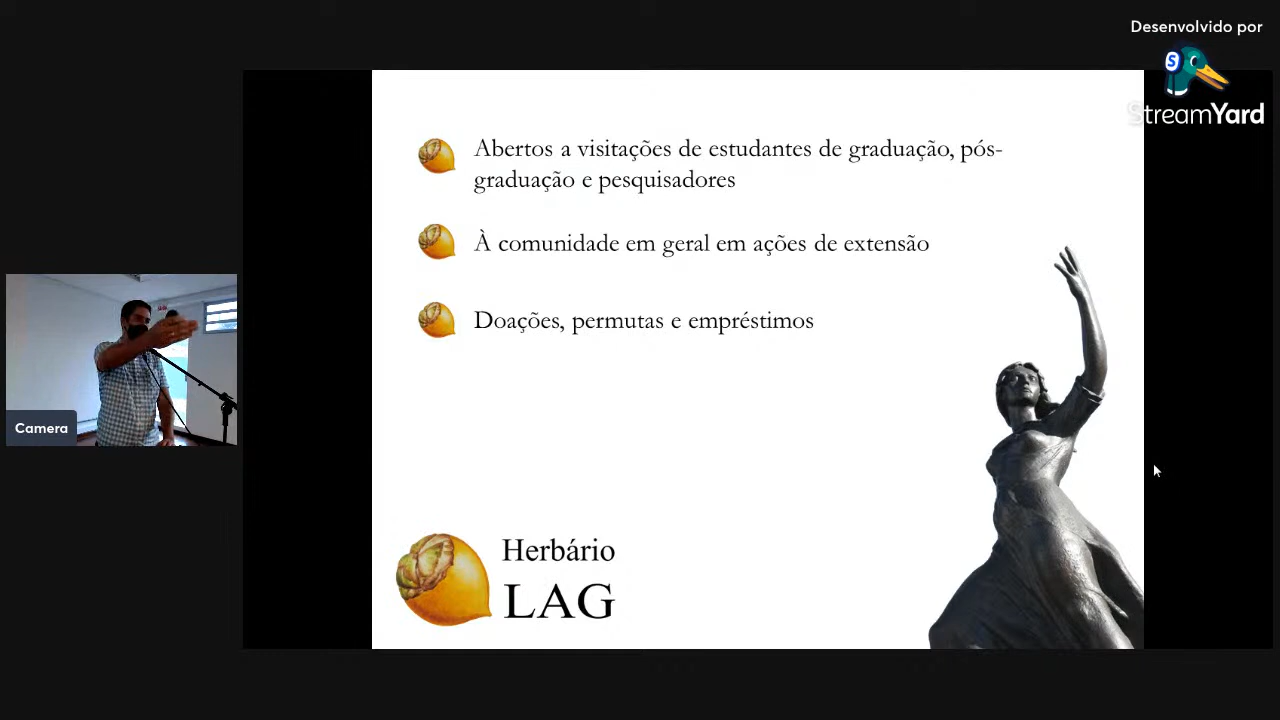 Desenvolvido por
StreamYard
Abertos a visitações de estudantes de graduação, pós-
graduação e pesquisadores
À comunidade em geral em ações de extensão
Doações, permutas e empréstimos
Camera
Herbário
LAG